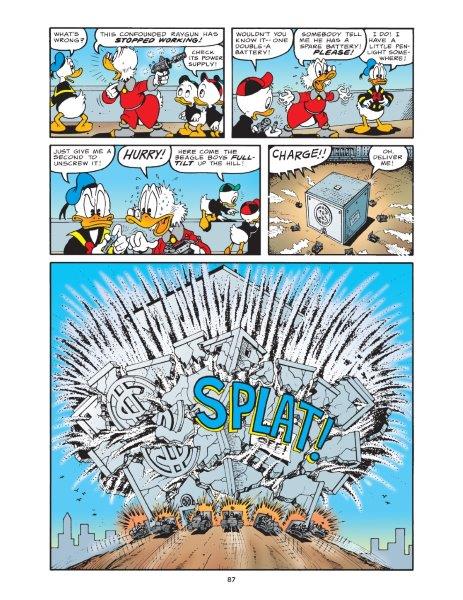 WHAT'S
WRONG?
THIS CONFOUNDED RAYGUN HAS
STOPPED WORKING!
CHECK
ITS POWER
SUPPLY!
WOULDN'T YOU
KNOW IT-- ONE
DOUBLE-A
BATTERY!
SOMEBODY TELL
ME HE HAS A
SPARE BATTERY!
PLEASE!
I DO! I
HAVE A
LITTLE PEN-
LIGHT SOME-
WHERE!
JUST GIVE ME A
SECOND TO
UNSCREW IT!
HURRY!
HERE COME THE
BEAGLE BOYS FULL-
TILT UP THE HILL!
CHARGE!!
OH,
DELIVER
ME!
SPLAT!
87